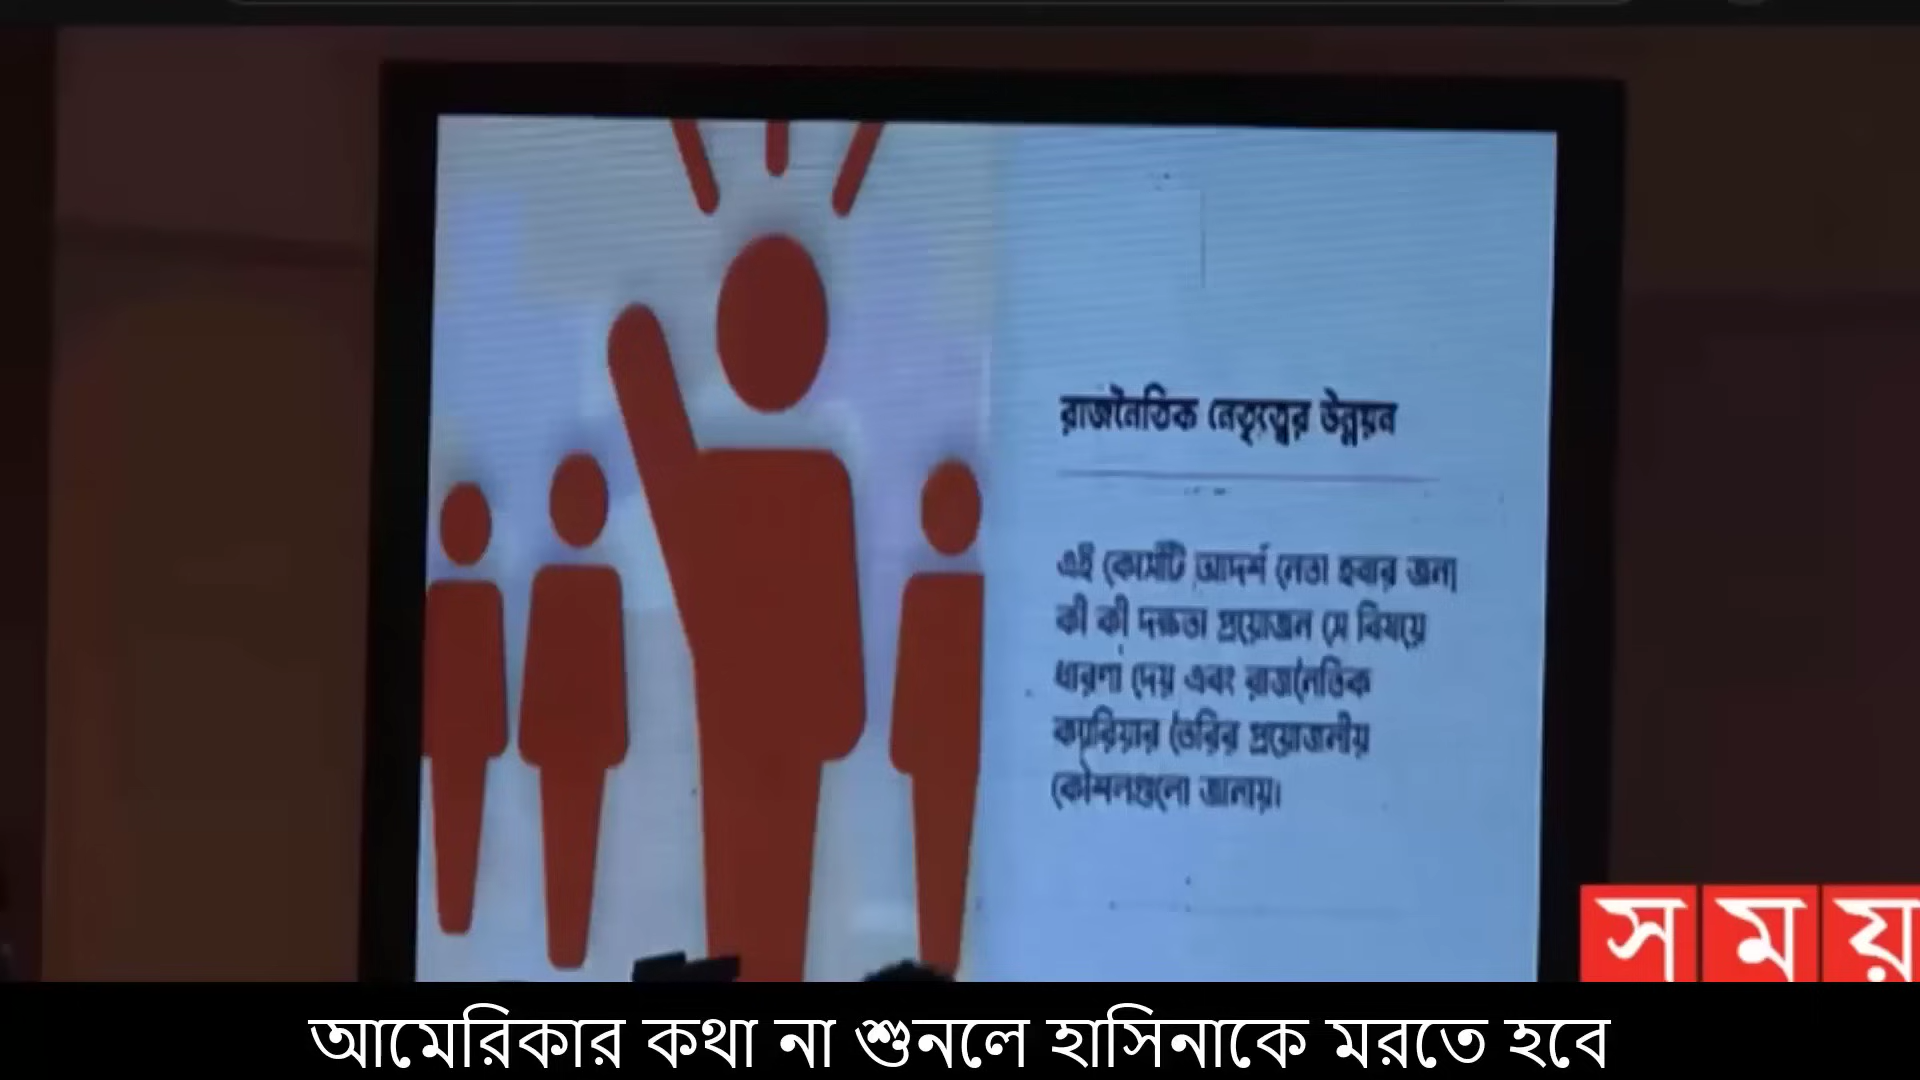 রাজনৈতিক নেতৃত্বের উন্নয়ন
এই কোর্সটি আদর্শ নেতা হবার জন্য
কী কী দক্ষতা প্রয়োজন সে বিষয়ে
ধারণা দেয় এবং রাজনৈতিক
ক্যারিয়ার তৈরির প্রয়োজনীয়
কৌশলগুলো জানায়।
সময়
আমেরিকার কথা না শুনলে হাসিনাকে মরতে হবে